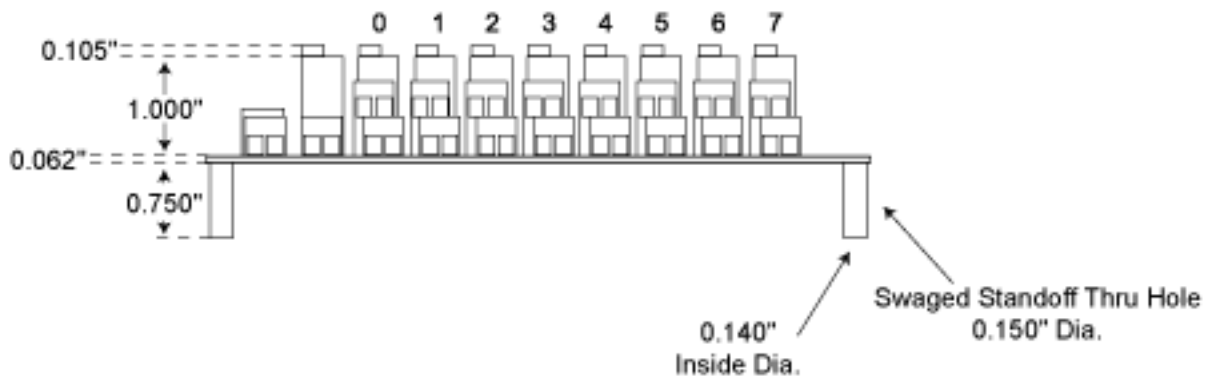 0 1 2 3 4 5 6 7
0.105"
1.000"
0.062"
0.750"
Swaged Standoff Thru Hole
0.150" Dia.
0.140"
Inside Dia.